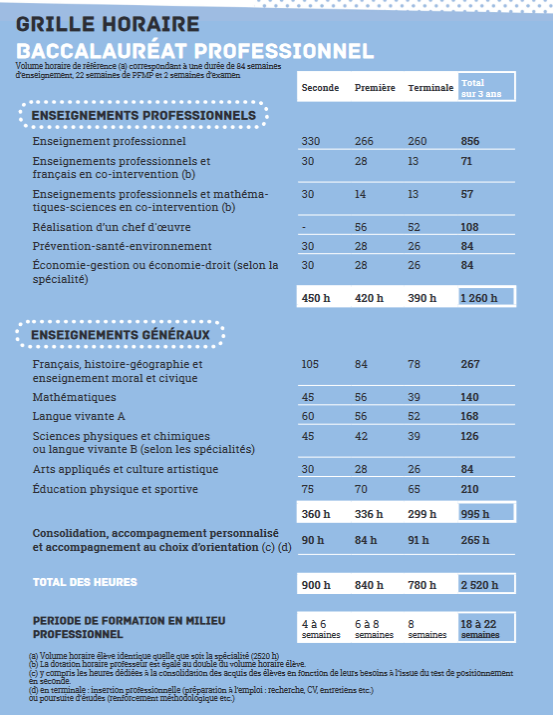 GRILLE HORAIRE
BACCALAURÉAT PROFESSIONNEL
Volume horaire de référence (a) correspondant à une durée de 84 semaines
d'enseignement, 22 semaines de PFMP et 2 semaines d'examen
Seconde Première Terminale Total
sur 3 ans
ENSEIGNEMENTS PROFESSIONNELS
Enseignement professionnel 330 266 260 856
Enseignements professionnels et 30 28 13 71
français en co-intervention (b)
Enseignements professionnels et mathéma- 30 14 13 57
tiques-sciences en co-intervention (b)
Réalisation d'un chef d'œuvre - 56 52 108
Prévention-santé-environnement 30 28 26 84
Économie-gestion ou économie-droit (selon la 30 28 26 84
spécialité)
450 h 420 h 390 h 1 260 h
ENSEIGNEMENTS GÉNÉRAUX
Français, histoire-géographie et 105 84 78 267
enseignement moral et civique
Mathématiques 45 56 39 140
Langue vivante A 60 56 52 168
Sciences physiques et chimiques 45 42 39 126
ou langue vivante B (selon les spécialités)
Arts appliqués et culture artistique 30 28 26 84
Éducation physique et sportive 75 70 65 210
360 h 336 h 299 h 995 h
Consolidation, accompagnement personnalisé 90 h 84 h 91 h 265 h
et accompagnement au choix d'orientation (c) (d)
TOTAL DES HEURES 900 h 840 h 780 h 2 520 h
PERIODE DE FORMATION EN MILIEU 4 à 6 6 à 8 8 18 à 22
PROFESSIONNEL semaines semaines semaines semaines
(a) Volume horaire élève identique quelle que soit la spécialité (2520 h)
(b) La dotation horaire professeur est égale au double du volume horaire élève.
(c) y compris les heures dédiées à la consolidation des acquis des élèves en fonction de leurs besoins à l'issue du test de positionnement
en seconde.
(d) en terminale : insertion professionnelle (préparation à l'emploi : recherche, CV, entretiens etc.)
ou poursuite d'études (renforcement méthodologique etc.)